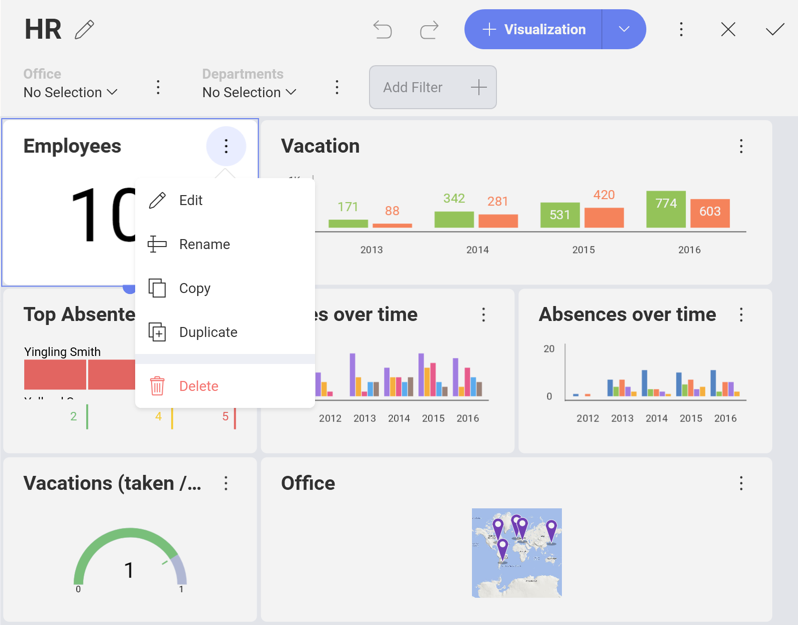 HR
Visualization
Office
No Selection
Departments
No Selection
Add Filter
Employees
10
Edit
Rename
Copy
Duplicate
Delete
Vacation
171
88
342
281
531
420
774
603
2013
2014
2015
2016
Top Absente
Yingling Smith
2
4
5
es over time
2012
2013
2014
2015
2016
Absences over time
20
0
2012
2013
2014
2015
2016
Vacations (taken /...
1
0
1
Office